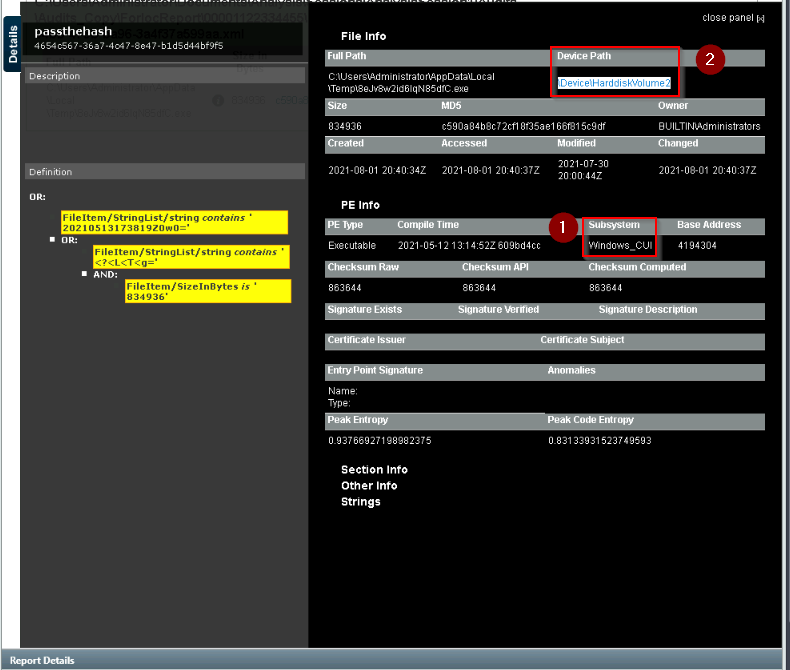 close panel [x]
Details
passthehash
4654c567-36a7-4c47-8e47-b1d5d44bf9f5
Description
Definition
OR:
FileItem/StringList/string contains '
20210513173819Z0w0='
OR:
FileItem/StringList/string contains '
<?<L<T<g='
AND:
FileItem/SizeInBytes is '
834936'
File Info
Full Path Device Path
2
C:\Users\Administrator\AppData\Local
\Temp\8eJv8w2id6lqN85dfC.exe
\Device\HarddiskVolume2
Size MD5 Owner
834936 c590a84b8c72cf18f35ae166f815c9df BUILTIN\Administrators
Created Accessed Modified Changed
2021-08-01 20:40:34Z 2021-08-01 20:40:37Z 2021-07-30
20:00:44Z 2021-08-01 20:40:37Z
PE Info
PE Type Compile Time Subsystem Base Address
1
Executable 2021-05-12 13:14:52Z 609bd4cc Windows_CUI 4194304
Checksum Raw Checksum API Checksum Computed
863644 863644 863644
Signature Exists Signature Verified Signature Description
Certificate Issuer Certificate Subject
Entry Point Signature Anomalies
Name:
Type:
Peak Entropy Peak Code Entropy
0.93766927198982375 0.83133931523749593
Section Info
Other Info
Strings
Report Details